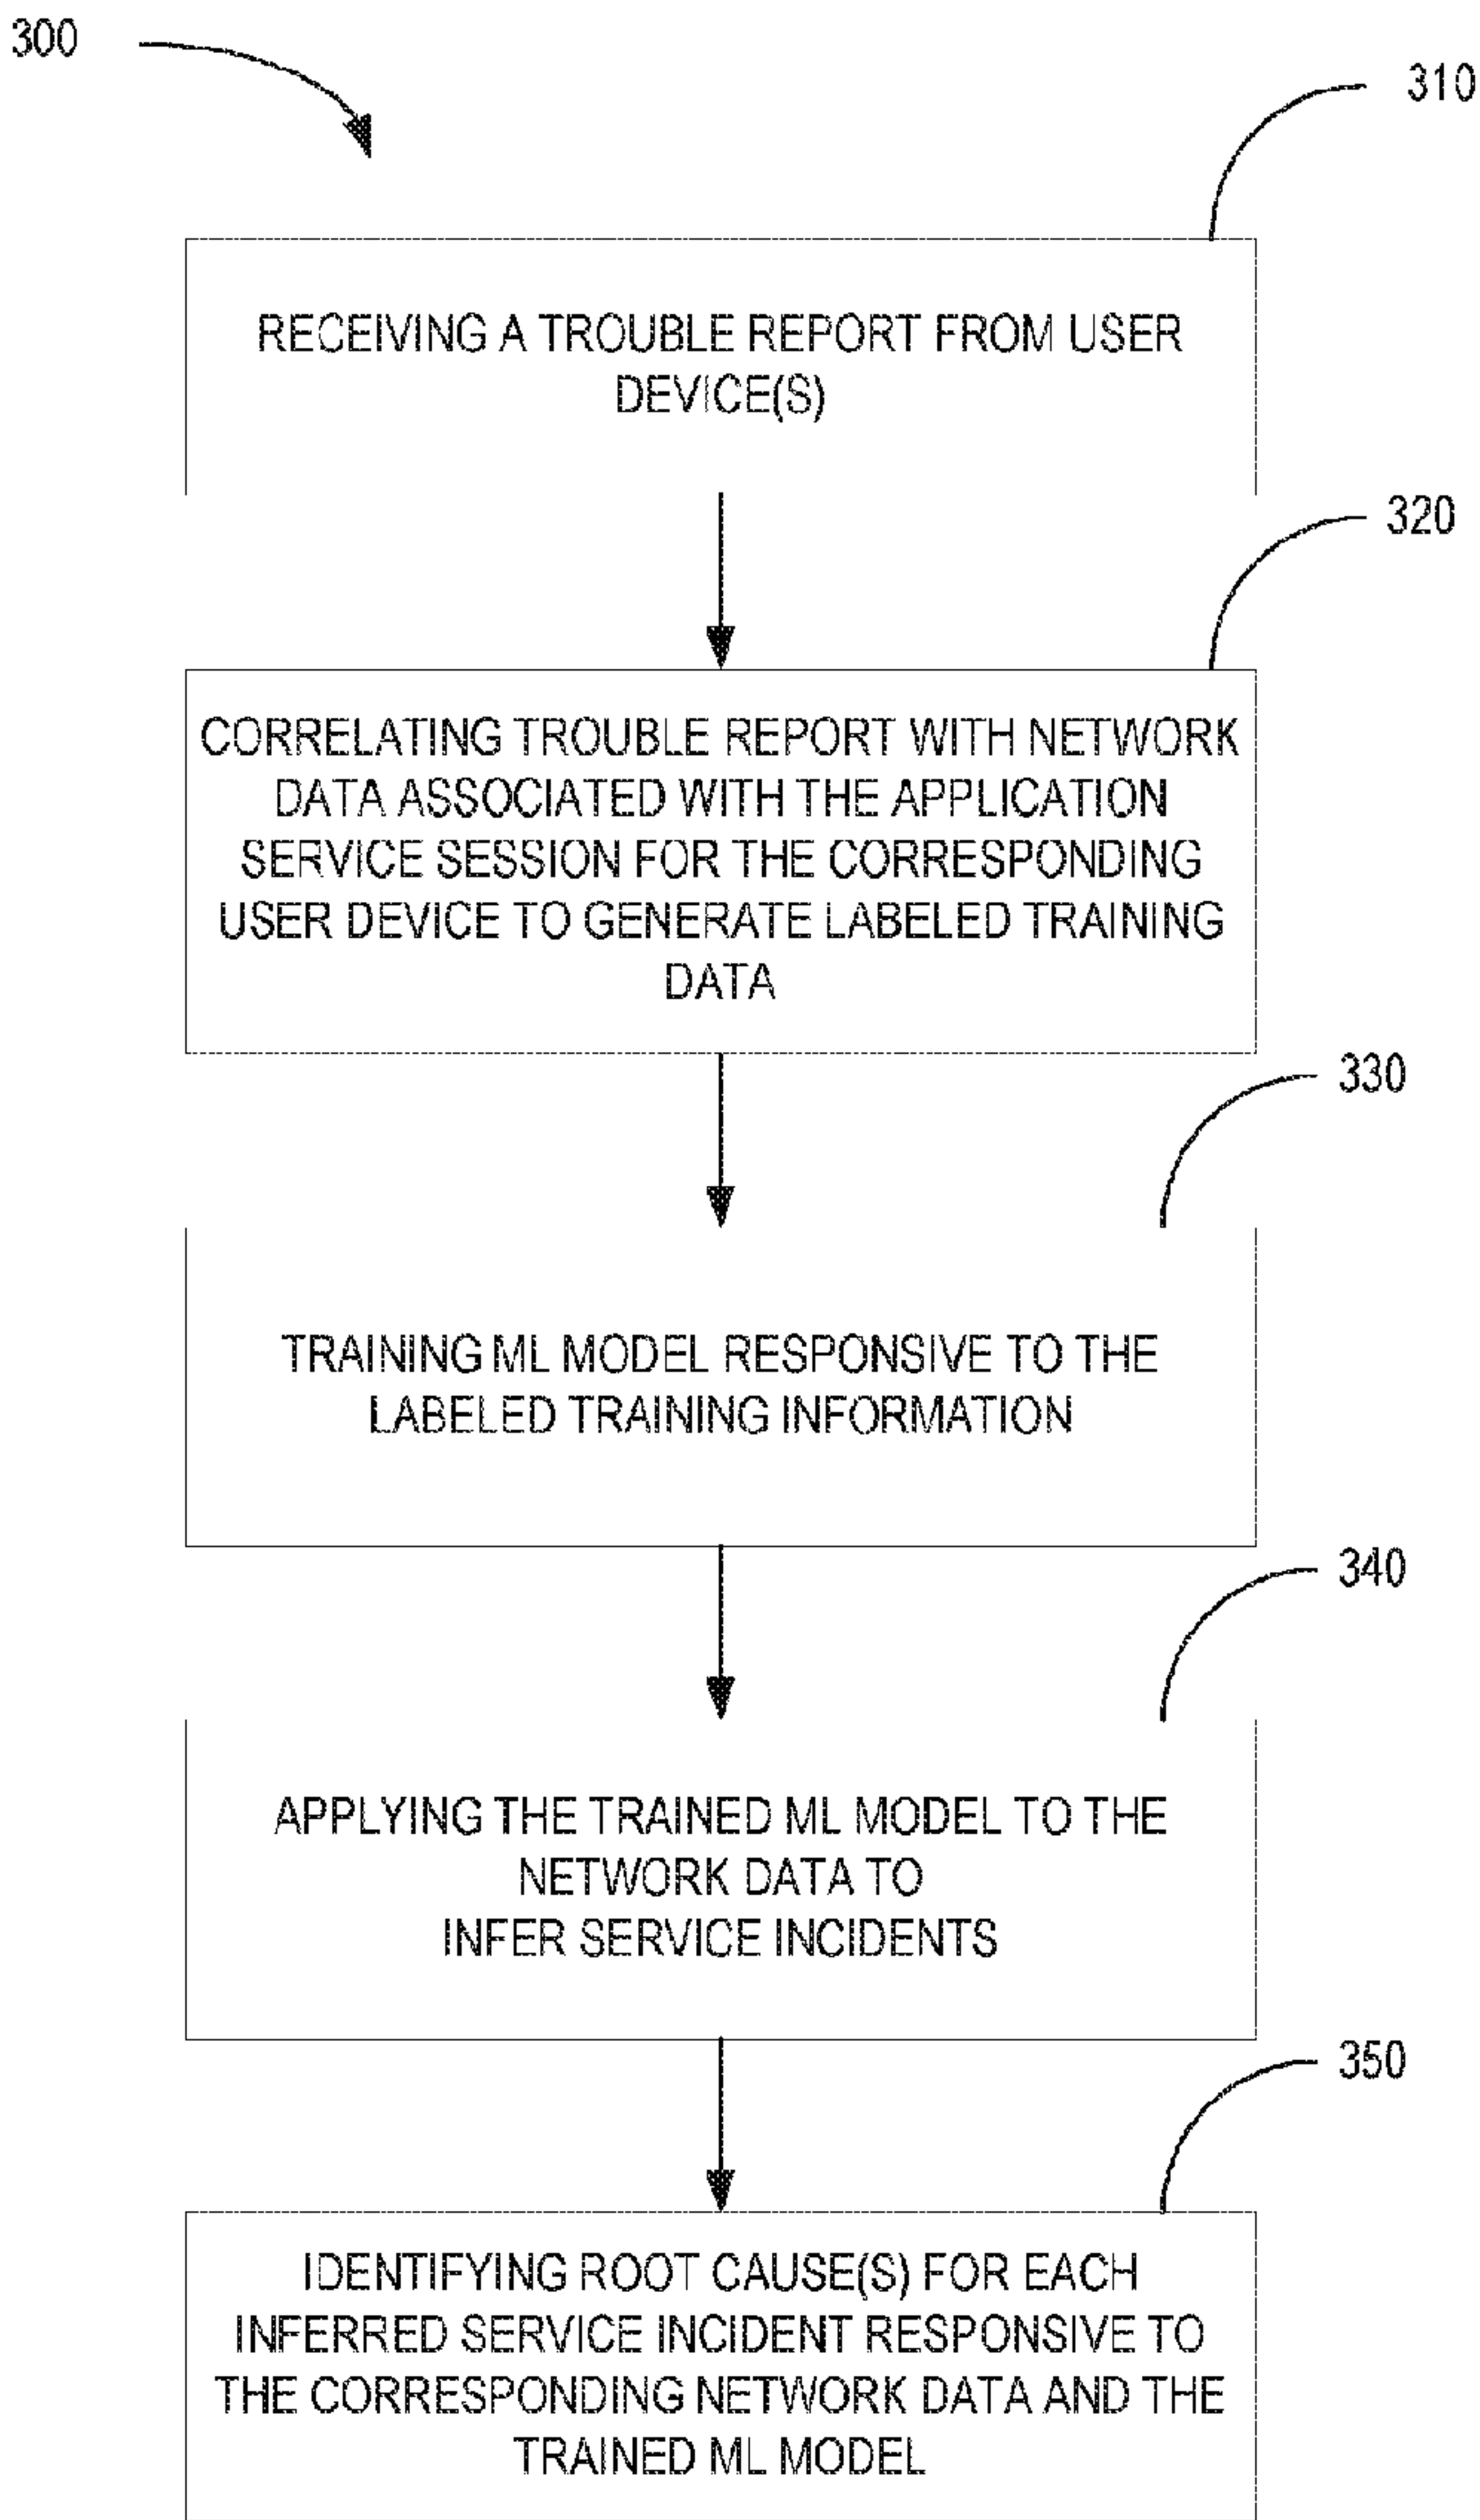 300
310
RECEIVING A TROUBLE REPORT FROM USER
DEVICE(S)
320
CORRELATING TROUBLE REPORT WITH NETWORK
DATA ASSOCIATED WITH THE APPLICATION
SERVICE SESSION FOR THE CORRESPONDING
USER DEVICE TO GENERATE LABELED TRAINING
DATA
330
TRAINING ML MODEL RESPONSIVE TO THE
LABELED TRAINING INFORMATION
340
APPLYING THE TRAINED ML MODEL TO THE
NETWORK DATA TO
INFER SERVICE INCIDENTS
350
IDENTIFYING ROOT CAUSE(S) FOR EACH
INFERRED SERVICE INCIDENT RESPONSIVE TO
THE CORRESPONDING NETWORK DATA AND THE
TRAINED ML MODEL